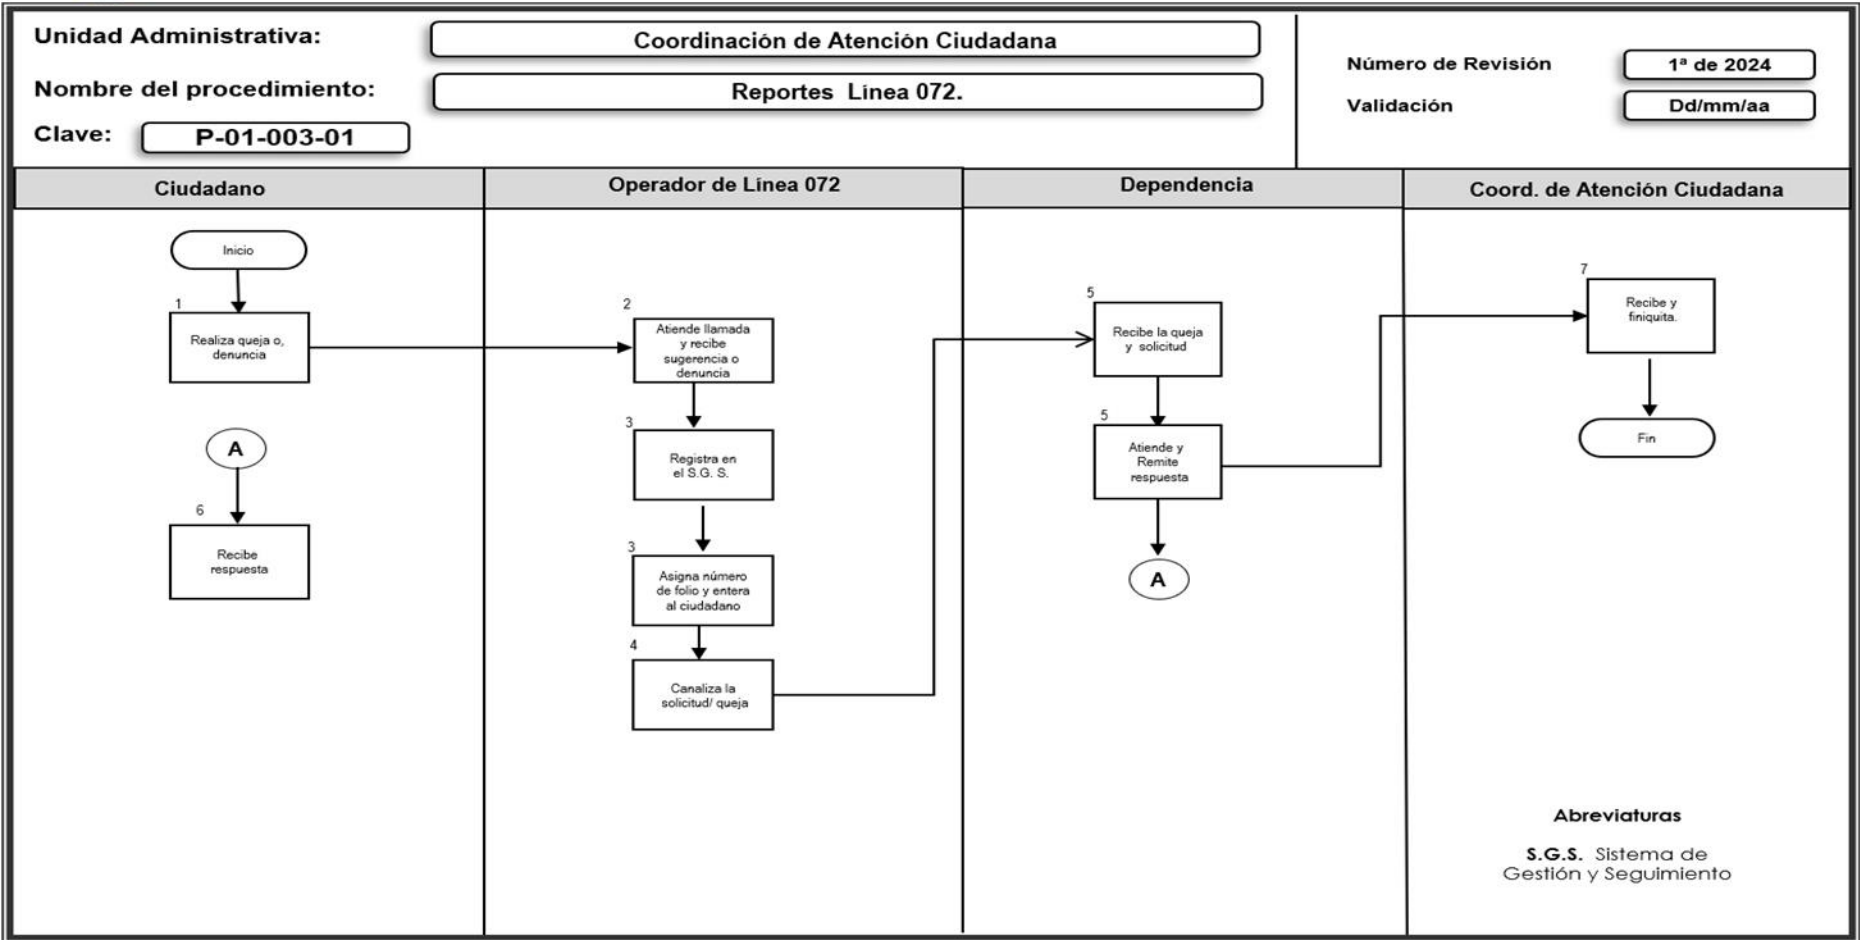 Unidad Administrativa:
Coordinación de Atención Ciudadana
Nombre del procedimiento:
Reportes Línea 072.
Clave:
P-01-003-01
Número de Revisión
1ª de 2024
Validación
Dd/mm/aa
Ciudadano
Operador de Línea 072
Dependencia
Coord. de Atención Ciudadana
Inicio
1
Realiza queja o,
denuncia
A
6
Recibe
respuesta
2
Atiende llamada
y recibe
sugerencia o
denuncia
3
Registra en
el S.G. S.
3
Asigna número
de folio y entera
al ciudadano
4
Canaliza la
solicitud/ queja
5
Recibe la queja
y solicitud
5
Atiende y
Remite
respuesta
A
7
Recibe y
finiquita.
Fin
Abreviaturas
S.G.S. Sistema de
Gestión y Seguimiento